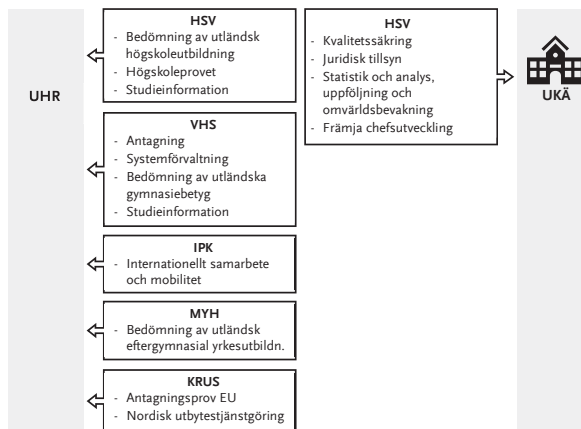 UHR
HSV
- Bedömning av utländsk
högskoleutbildning
- Högskoleprovet
- Studieinformation
VHS
- Antagning
- Systemförvaltning
- Bedömning av utländska
gymnasiebetyg
- Studieinformation
IPK
- Internationellt samarbete
och mobilitet
MYH
- Bedömning av utländsk
eftergymnasial yrkesutbildn.
KRUS
- Antagningsprov EU
- Nordisk utbytestjänstgöring
HSV
- Kvalitetssäkring
- Juridisk tillsyn
- Statistik och analys,
uppföljning och
omvärldsbevakning
- Främja chefsutveckling
UKÄ